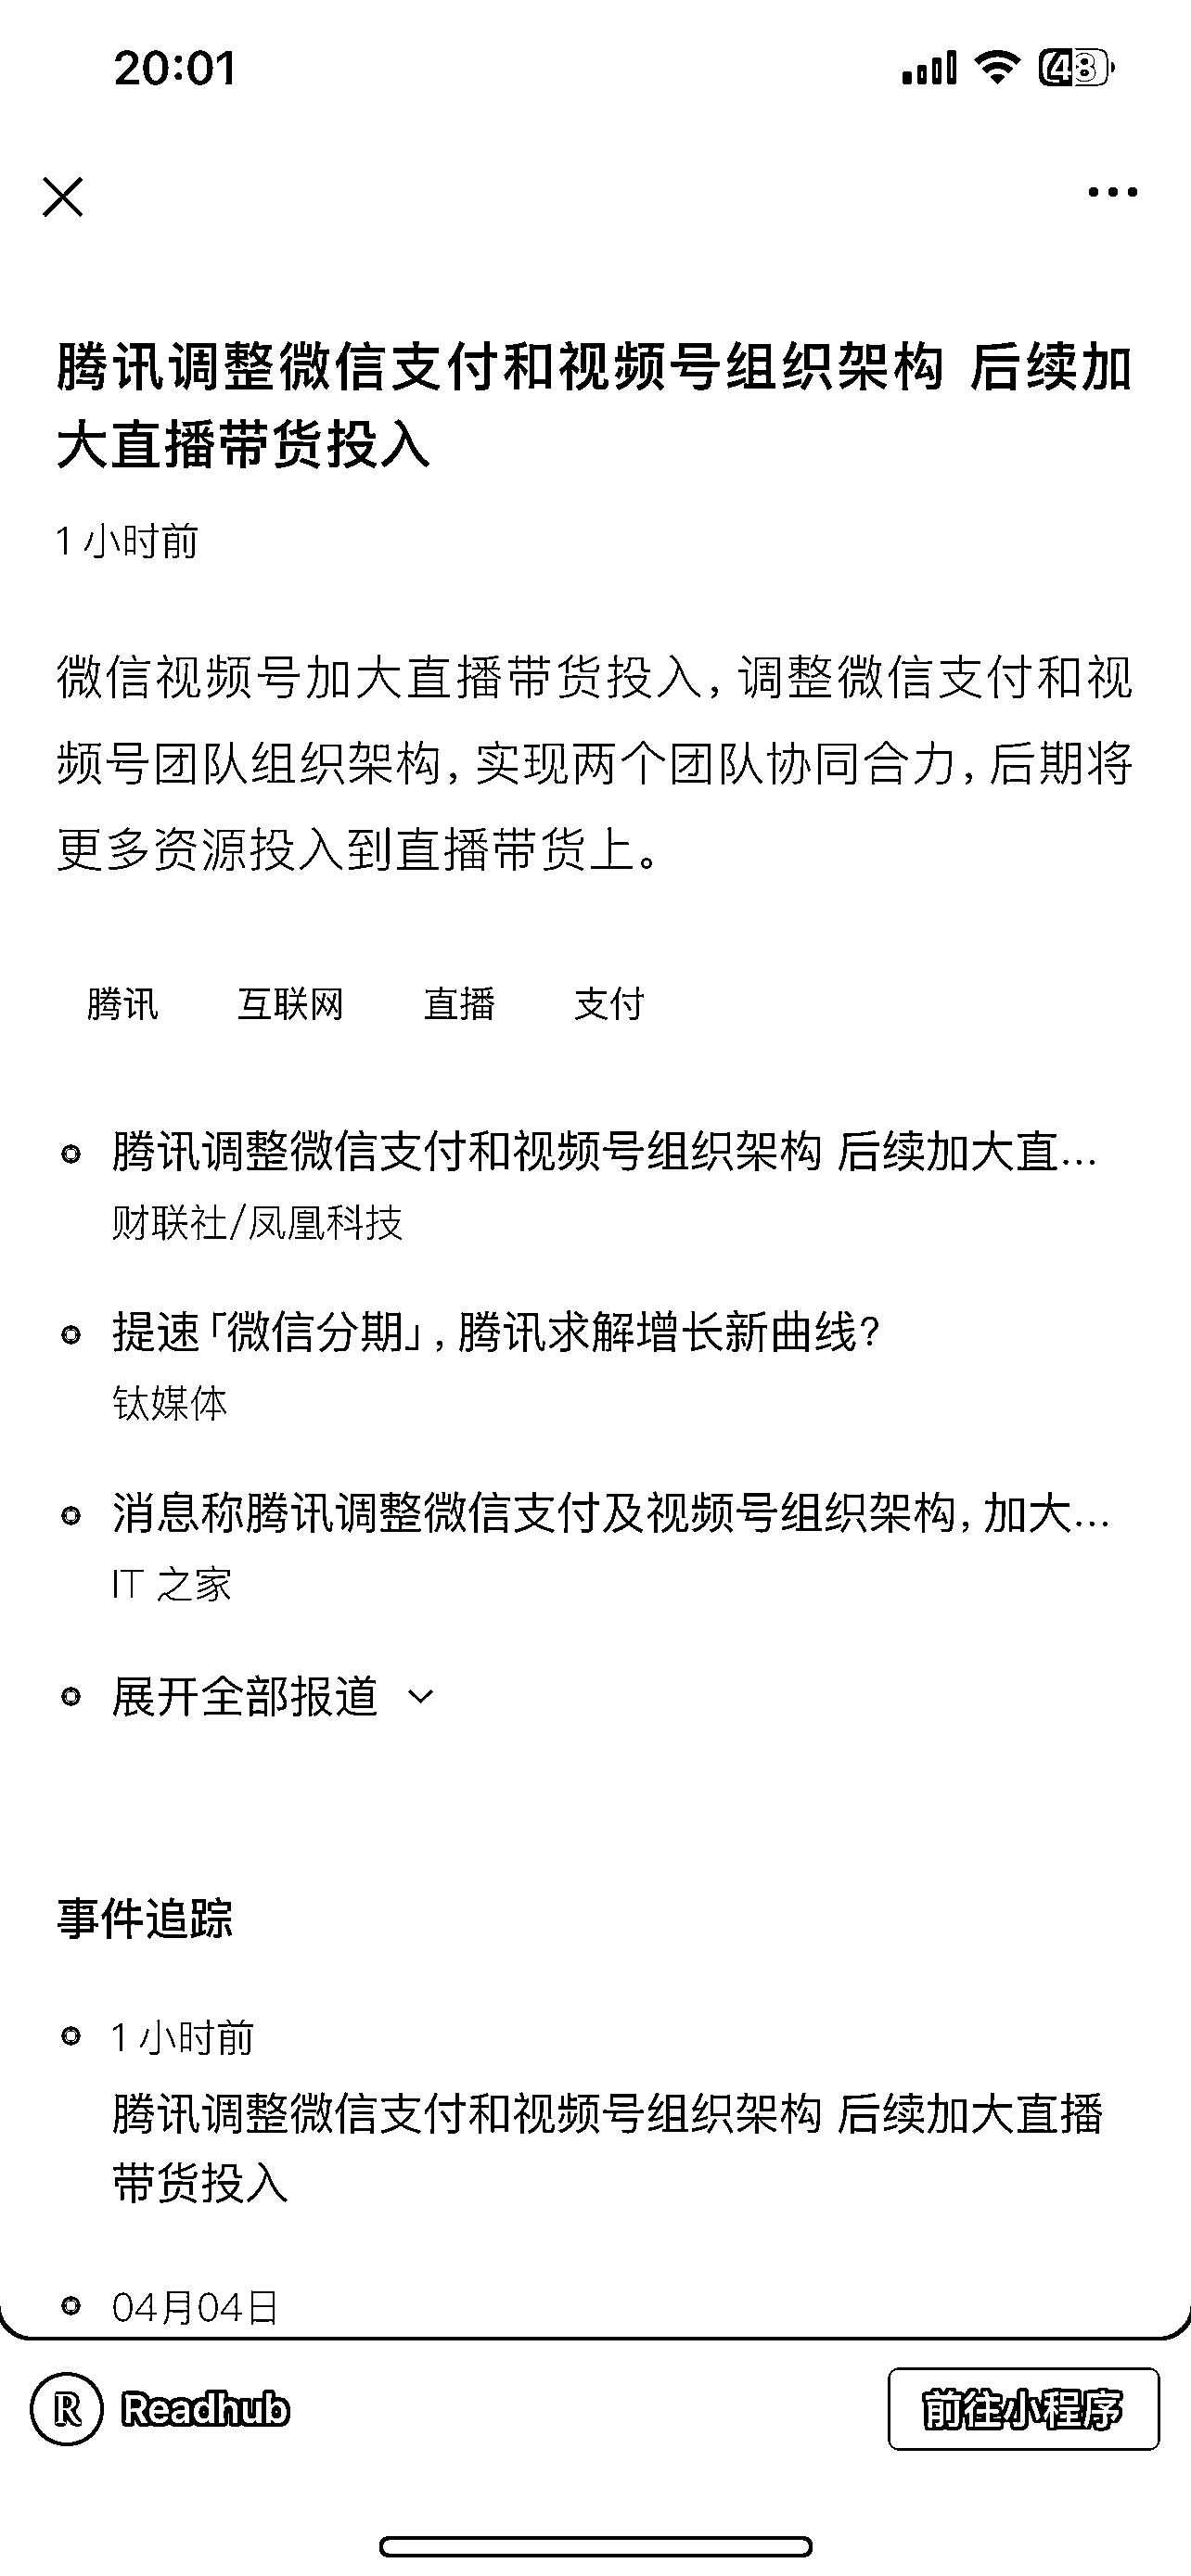 20:01
48
腾讯调整微信支付和视频号组织架构 后续加
大直播带货投入
1 小时前
微信视频号加大直播带货投入，调整微信支付和视
频号团队组织架构，实现两个团队协同合力，后期将
更多资源投入到直播带货上。
腾讯 互联网 直播 支付
腾讯调整微信支付和视频号组织架构 后续加大直...
财联社/凤凰科技
提速「微信分期」，腾讯求解增长新曲线？
钛媒体
消息称腾讯调整微信支付及视频号组织架构，加大...
IT 之家
展开全部报道
事件追踪
1 小时前
腾讯调整微信支付和视频号组织架构 后续加大直播
带货投入
04月04日
R Readhub 前往小程序